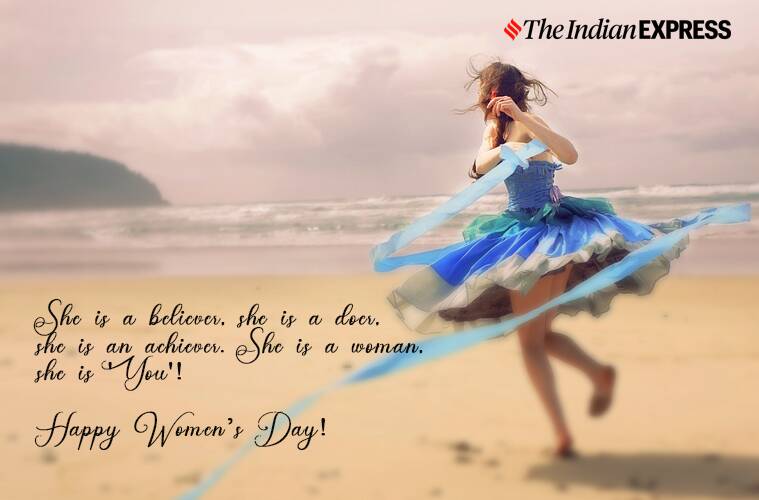 The Indian EXPRESS
She is a believer, she is a doer,
she is an achiever. She is a woman,
she is 'You'!
Happy Women's Day!